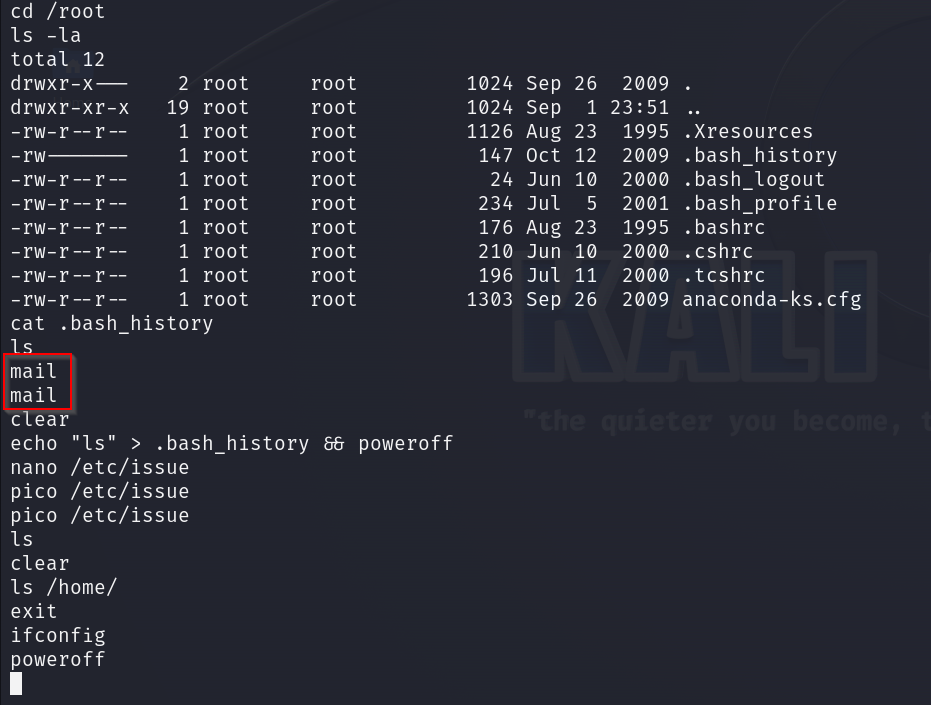 cd /root
ls -la
total 12
drwxr-x---    2 root     root         1024 Sep 26  2009 .
drwxr-xr-x   19 root     root         1024 Sep  1 23:51 ..
-rw-r--r--    1 root     root         1126 Aug 23  1995 .Xresources
-rw-------    1 root     root          147 Oct 12  2009 .bash_history
-rw-r--r--    1 root     root           24 Jun 10  2000 .bash_logout
-rw-r--r--    1 root     root          234 Jul  5  2001 .bash_profile
-rw-r--r--    1 root     root          176 Aug 23  1995 .bashrc
-rw-r--r--    1 root     root          210 Jun 10  2000 .cshrc
-rw-r--r--    1 root     root          196 Jul 11  2000 .tcshrc
-rw-r--r--    1 root     root         1303 Sep 26  2009 anaconda-ks.cfg
cat .bash_history
ls
mail
mail
clear
echo "ls" > .bash_history && poweroff
nano /etc/issue
pico /etc/issue
pico /etc/issue
ls
clear
ls /home/
exit
ifconfig
poweroff
KALI
"the quieter you become, t